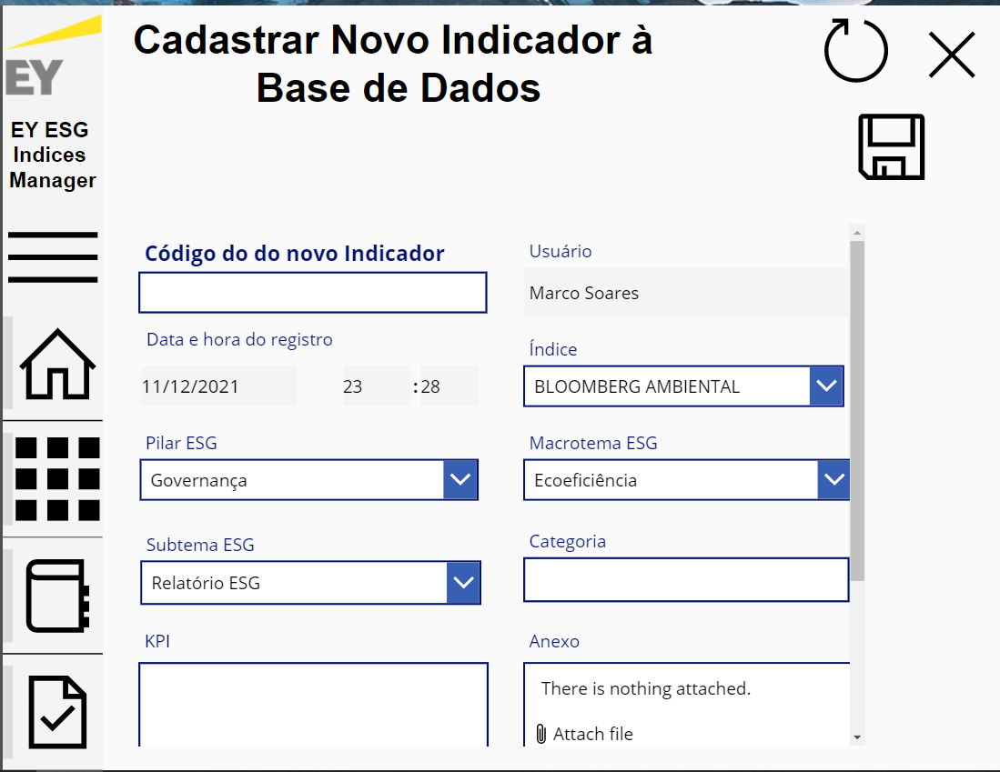 Cadastrar Novo Indicador à
Base de Dados
EY
EY ESG
Indices
Manager
Código do do novo Indicador
Usuário
Marco Soares
Data e hora do registro
11/12/2021 23 : 28
Índice
BLOOMBERG AMBIENTAL
Pilar ESG
Governança
Macrotema ESG
Ecoeficiência
Subtema ESG
Relatório ESG
Categoria
KPI
Anexo
There is nothing attached.
Attach file